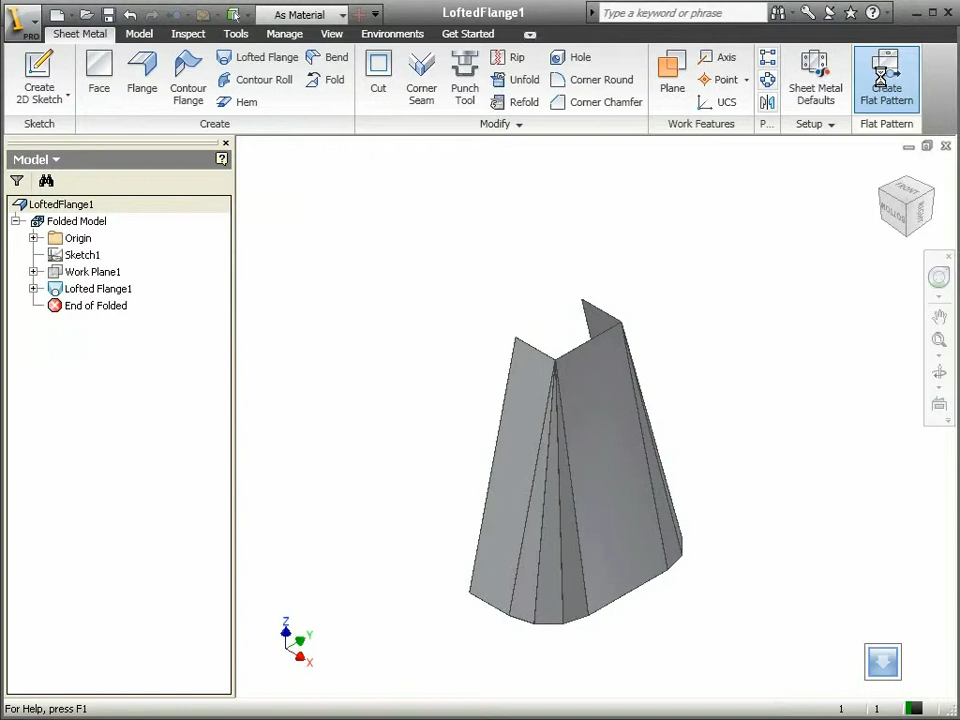 As Material
LoftedFlange1
Type a keyword or phrase
PRO
Sheet Metal
Model
Inspect
Tools
Manage
View
Environments
Get Started
Create
2D Sketch
Face
Flange
Contour
Flange
Lofted Flange
Contour Roll
Hem
Bend
Fold
Cut
Corner
Seam
Punch
Tool
Rip
Unfold
Refold
Hole
Corner Round
Corner Chamfer
Plane
Axis
Point
UCS
Sheet Metal
Defaults
Create
Flat Pattern
Sketch
Create
Modify
Work Features
P...
Setup
Flat Pattern
Model
LoftedFlange1
Folded Model
Origin
Sketch1
Work Plane1
Lofted Flange1
End of Folded
FRONT
BOTTOM
RIGHT
Z
Y
X
For Help, press F1
1
1